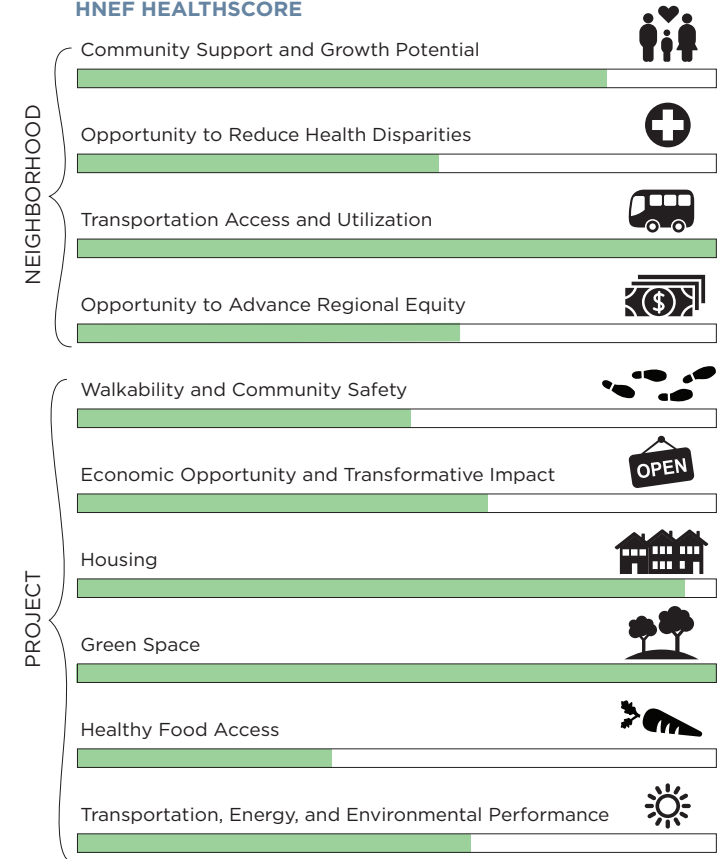 HNEF HEALTHSCORE
NEIGHBORHOOD
Community Support and Growth Potential
Opportunity to Reduce Health Disparities
Transportation Access and Utilization
$
Opportunity to Advance Regional Equity
PROJECT
Walkability and Community Safety
OPEN
Economic Opportunity and Transformative Impact
Housing
Green Space
Healthy Food Access
Transportation, Energy, and Environmental Performance